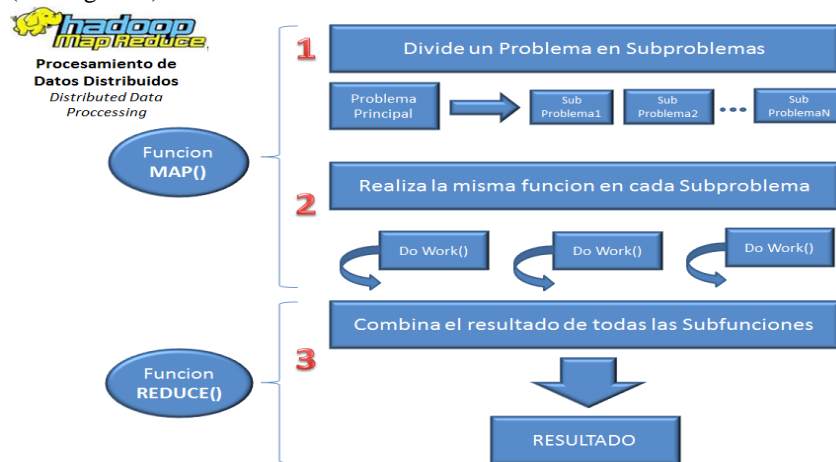 hadoop
MapReduce
Procesamiento de
Datos Distribuidos
Distributed Data
Proccessing
Funcion
MAP()
1
Divide un Problema en Subproblemas
Problema
Principal
Sub
Problema1
Sub
Problema2
Sub
ProblemaN
2
Realiza la misma funcion en cada Subproblema
Do Work()
Do Work()
Do Work()
3
Combina el resultado de todas las Subfunciones
Funcion
REDUCE()
RESULTADO